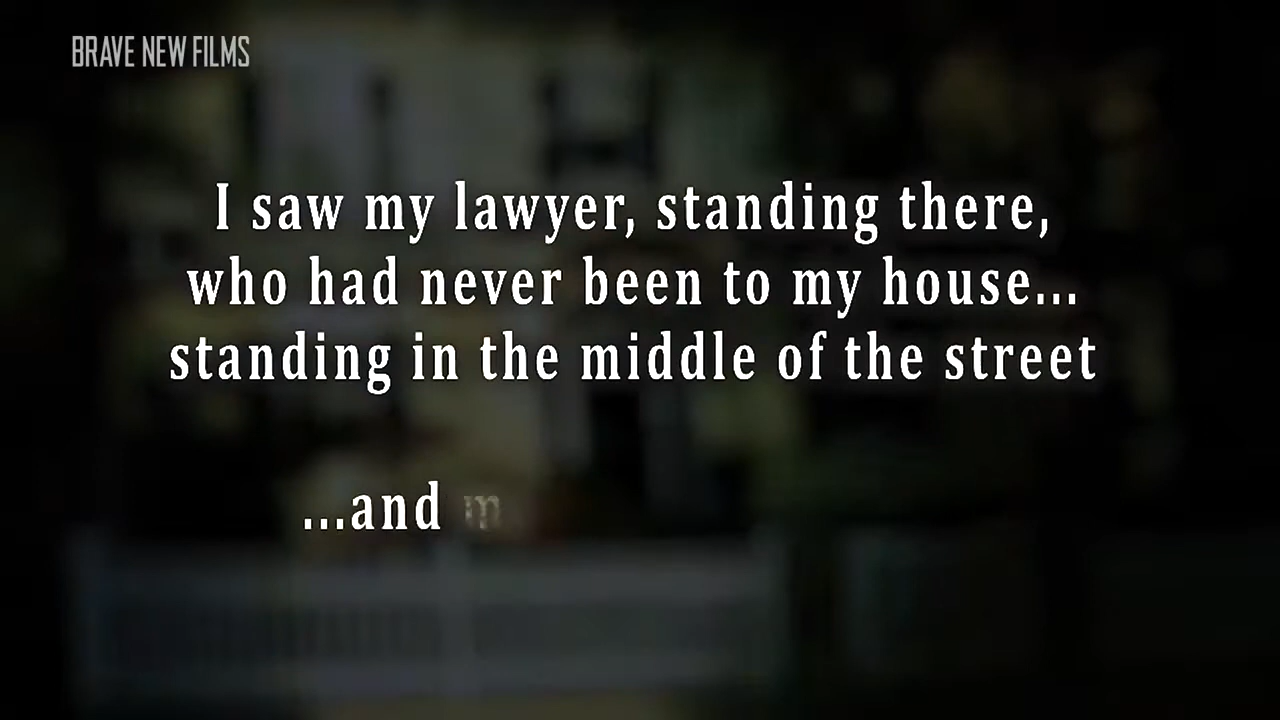 BRAVE NEW FILMS
I saw my lawyer, standing there,
who had never been to my house...
standing in the middle of the street
...and m